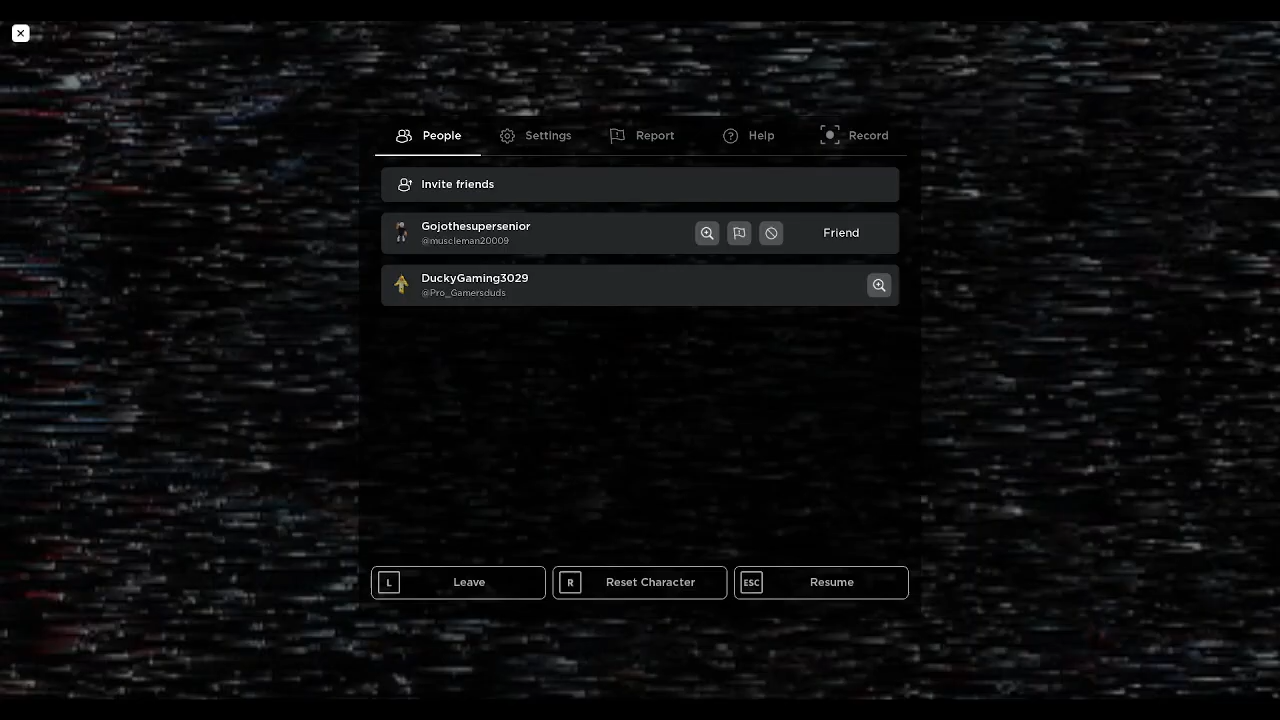 People
Settings
Report
Help
Record
Invite friends
Gojothesupersenior
@muscleman20009
Friend
DuckyGaming3029
@Pro_Gamersduds
L Leave
R Reset Character
ESC Resume